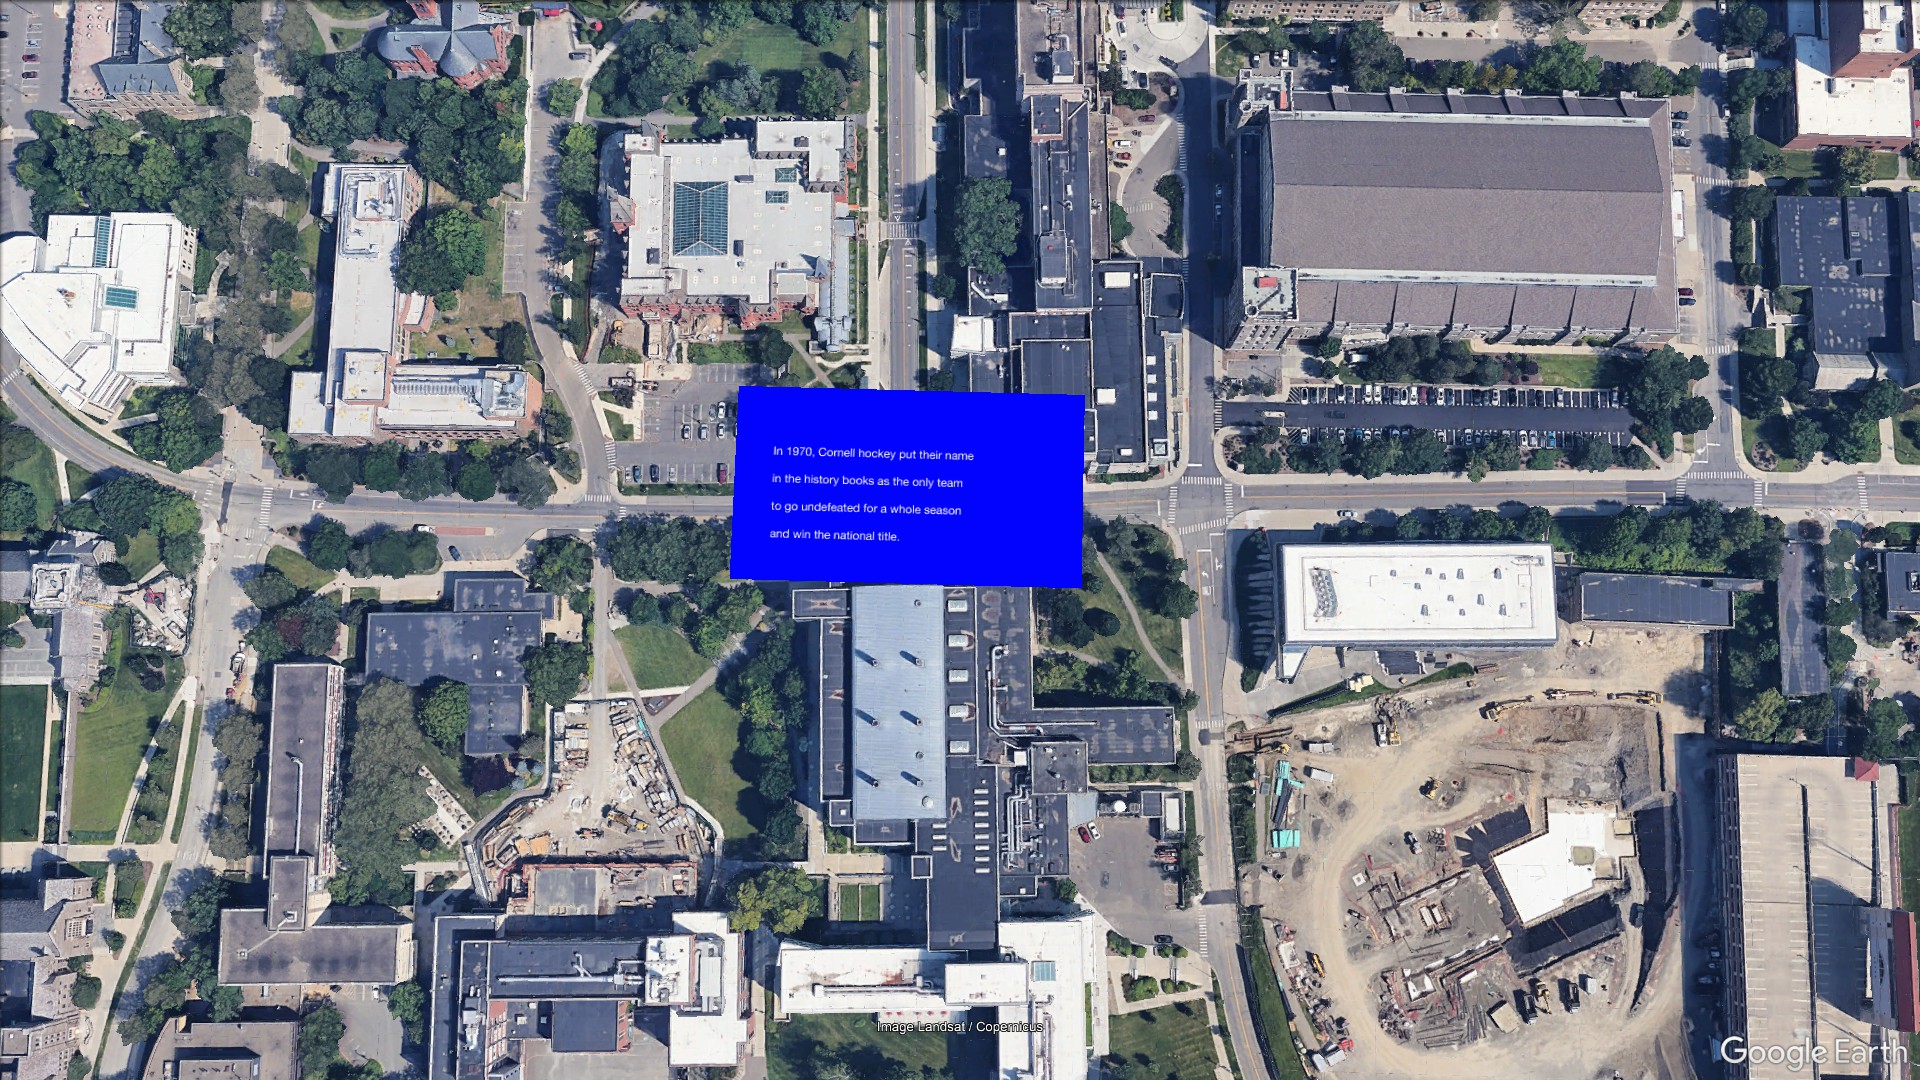 In 1970, Cornell hockey put their name
in the history books as the only team
to go undefeated for a whole season
and win the national title.
Image Landsat / Copernicus
Google Earth